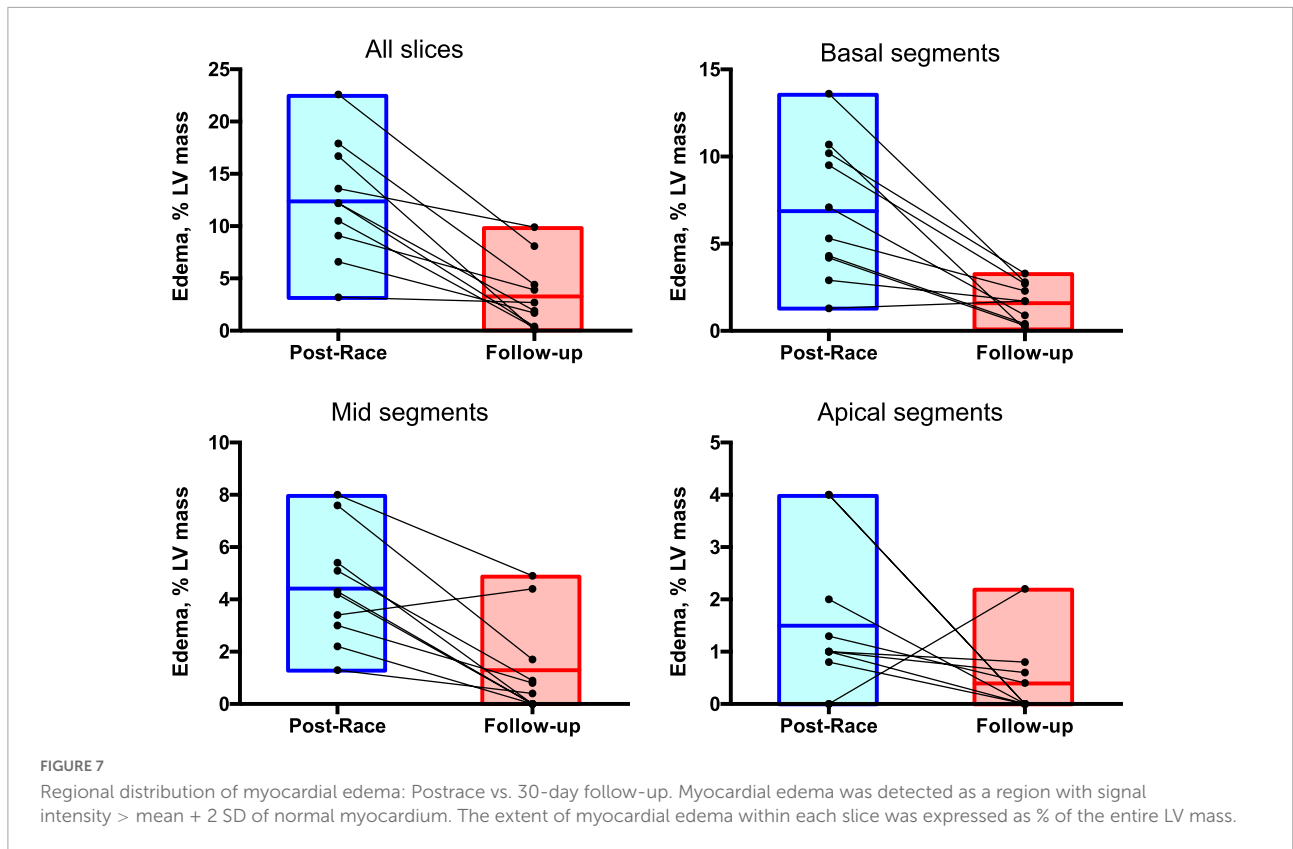 All slices
Edema, % LV mass
25
20
15
10
5
0
Post-Race
Follow-up
Basal segments
Edema, % LV mass
15
10
5
0
Post-Race
Follow-up
Mid segments
Edema, % LV mass
10
8
6
4
2
0
Post-Race
Follow-up
Apical segments
Edema, % LV mass
5
4
3
2
1
0
Post-Race
Follow-up
FIGURE 7
Regional distribution of myocardial edema: Postrace vs. 30-day follow-up. Myocardial edema was detected as a region with signal
intensity > mean + 2 SD of normal myocardium. The extent of myocardial edema within each slice was expressed as % of the entire LV mass.